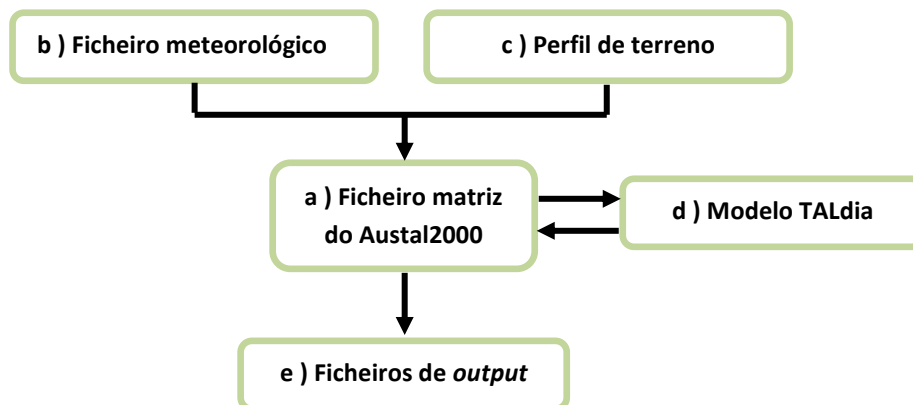 b ) Ficheiro meteorológico
c ) Perfil de terreno
a ) Ficheiro matriz
do Austal2000
d ) Modelo TALdia
e ) Ficheiros de output